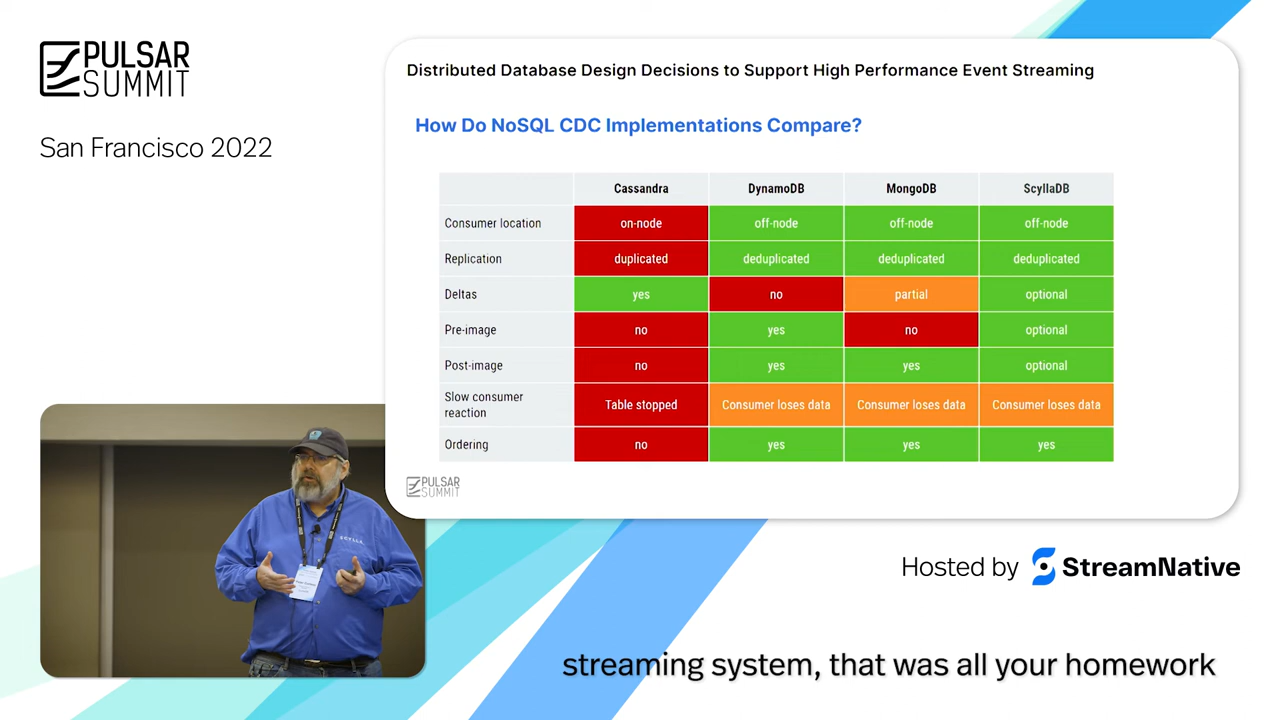 PULSAR
SUMMIT
San Francisco 2022
Distributed Database Design Decisions to Support High Performance Event Streaming
How Do NoSQL CDC Implementations Compare?
Cassandra DynamoDB MongoDB ScyllaDB
Consumer location on-node off-node off-node off-node
Replication duplicated deduplicated deduplicated deduplicated
Deltas yes no partial optional
Pre-image no yes no optional
Post-image no yes yes optional
Slow consumer
reaction Table stopped Consumer loses data Consumer loses data Consumer loses data
Ordering no yes yes yes
PULSAR
SUMMIT
SCYLLA
Hosted by StreamNative
streaming system, that was all your homework